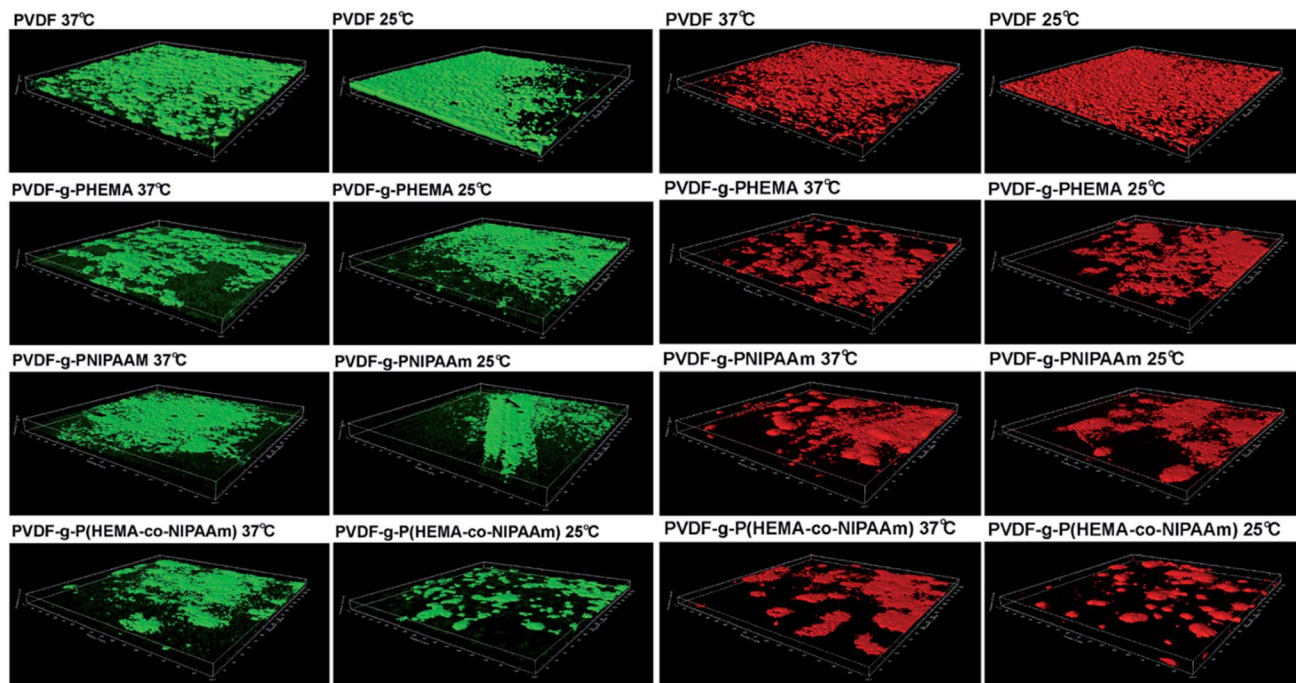 PVDF 37°C
PVDF 25°C
PVDF 37°C
PVDF 25°C
PVDF-g-PHEMA 37°C
PVDF-g-PHEMA 25°C
PVDF-g-PHEMA 37°C
PVDF-g-PHEMA 25°C
PVDF-g-PNIPAAM 37°C
PVDF-g-PNIPAAm 25°C
PVDF-g-PNIPAAm 37°C
PVDF-g-PNIPAAm 25°C
PVDF-g-P(HEMA-co-NIPAAm) 37°C
PVDF-g-P(HEMA-co-NIPAAm) 25°C
PVDF-g-P(HEMA-co-NIPAAm) 37°C
PVDF-g-P(HEMA-co-NIPAAm) 25°C